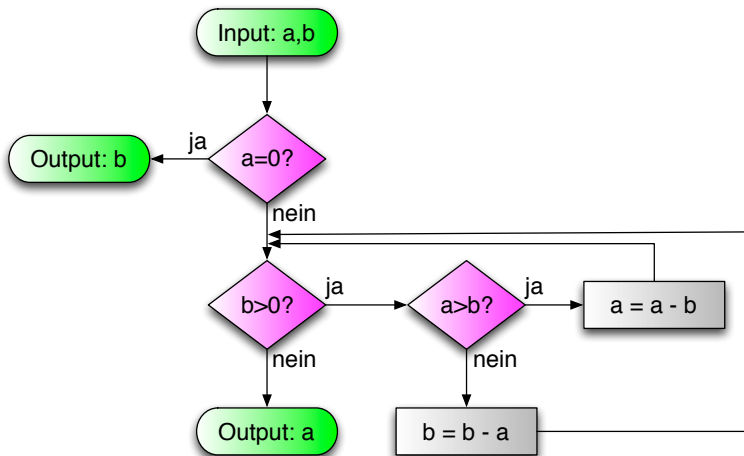 Input: a,b
ja
Output: b
a=0?
nein
b>0?
ja
a>b?
ja
a = a - b
nein
nein
Output: a
b = b - a